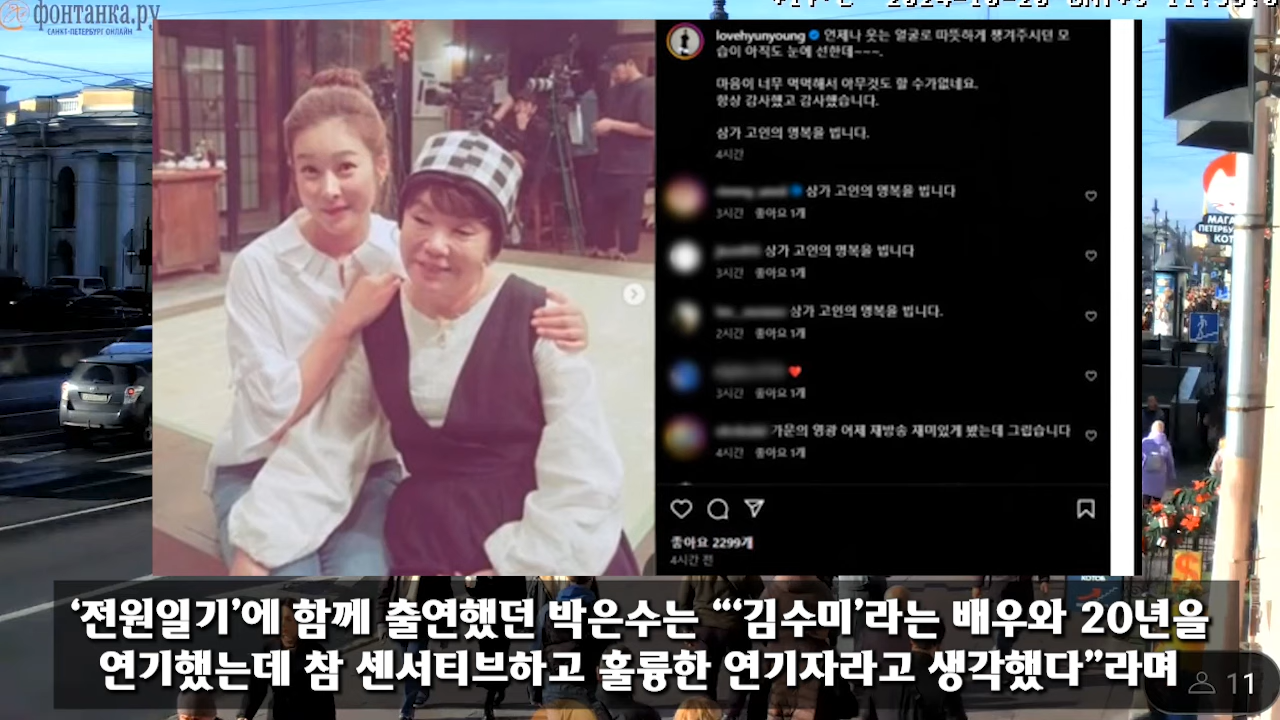 фонтанка.ру
САНКТ-ПЕТЕРБУРГ ОНЛАЙН
lovehyunyoung 언제나 웃는 얼굴로 따뜻하게 챙겨주시던 모
습이 아직도 눈에 선한데~~~.
마음이 너무 먹먹해서 아무것도 할 수가없네요.
항상 감사했고 감사했습니다.
삼가 고인의 명복을 빕니다.
4시간
삼가 고인의 명복을 빕니다
3시간 좋아요 1개
삼가 고인의 명복을 빕니다
3시간 좋아요 1개
삼가 고인의 명복을 빕니다.
2시간 좋아요 1개
3시간 좋아요 1개
가문의 영광 어제 재방송 재미있게 봤는데 그립습니다
4시간 좋아요 1개
좋아요 2299개
4시간 전
МАГА
ПЕТЕРБУ
КОТ
КОТОВ
$
‘전원일기’에 함께 출연했던 박은수는 “‘김수미’라는 배우와 20년을
연기했는데 참 센서티브하고 훌륭한 연기자라고 생각했다”라며
11